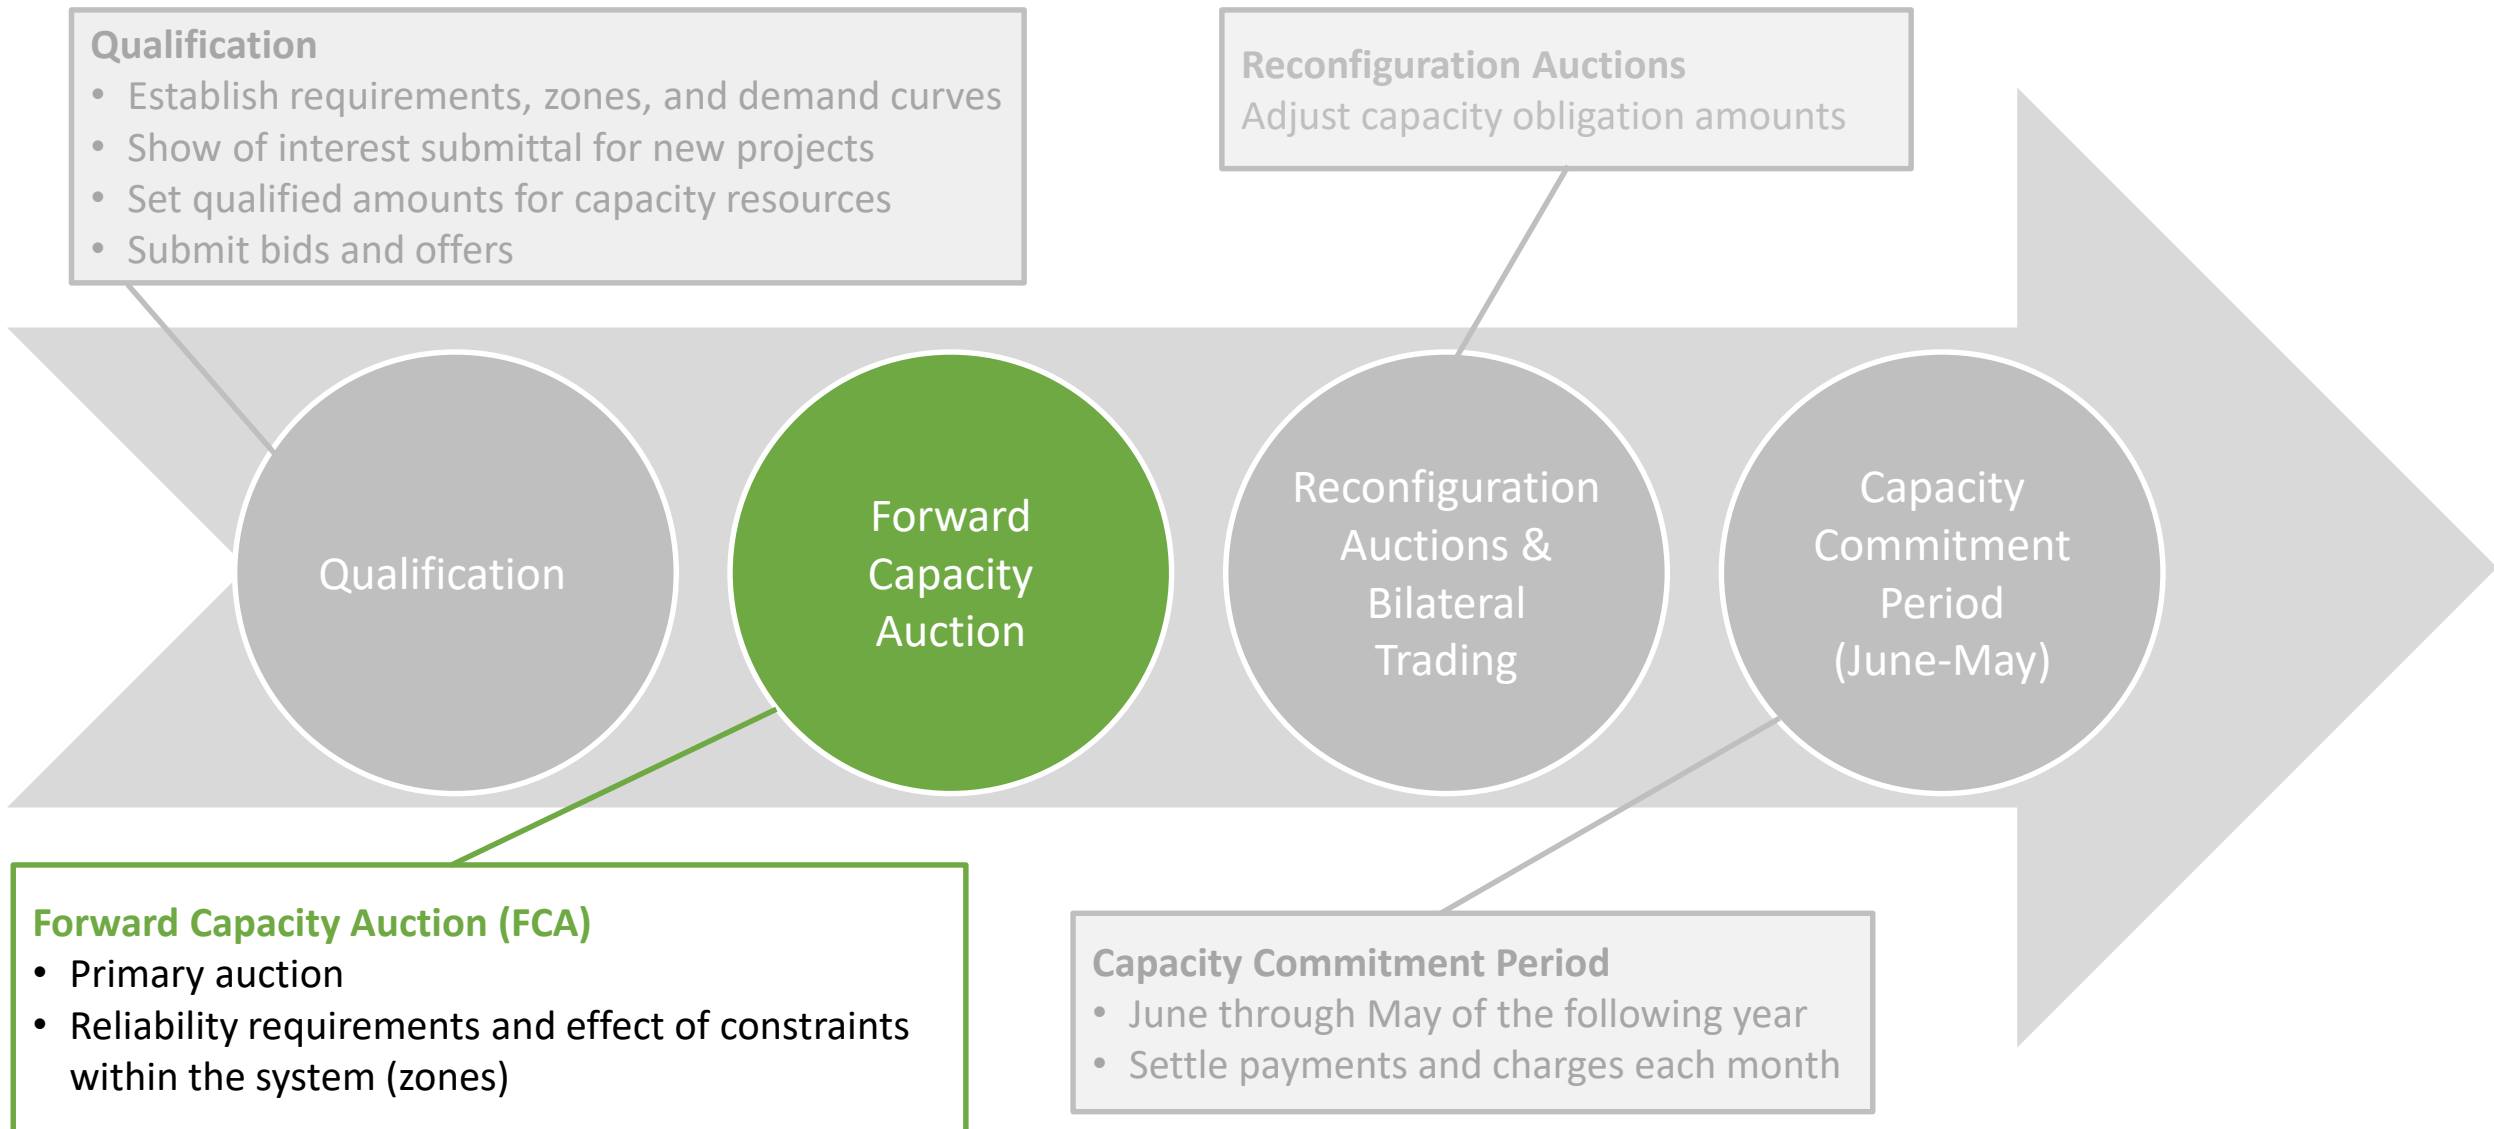 Qualification
• Establish requirements, zones, and demand curves
• Show of interest submittal for new projects
• Set qualified amounts for capacity resources
• Submit bids and offers
Reconfiguration Auctions
Adjust capacity obligation amounts
Qualification
Forward
Capacity
Auction
Reconfiguration
Auctions &
Bilateral
Trading
Capacity
Commitment
Period
(June-May)
Forward Capacity Auction (FCA)
• Primary auction
• Reliability requirements and effect of constraints
within the system (zones)
Capacity Commitment Period
• June through May of the following year
• Settle payments and charges each month